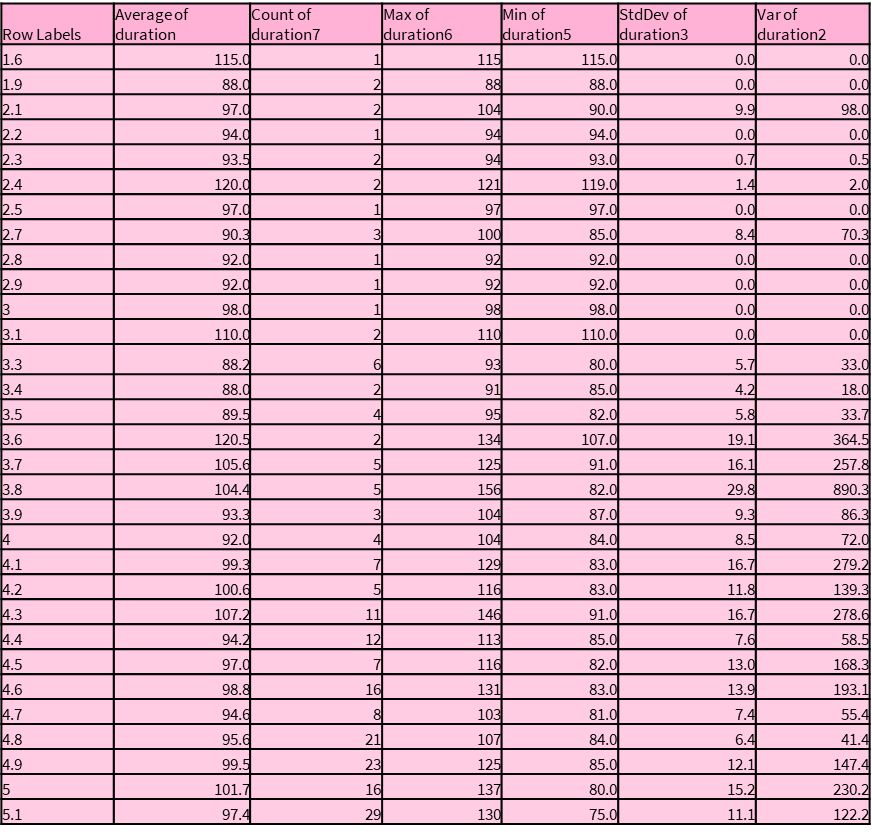 Row Labels Average of duration Count of duration7 Max of duration6 Min of duration5 StdDev of duration3 Var of duration2
1.6 115.0 1 115 115.0 0.0 0.0
1.9 88.0 2 88 88.0 0.0 0.0
2.1 97.0 2 104 90.0 9.9 98.0
2.2 94.0 1 94 94.0 0.0 0.0
2.3 93.5 2 94 93.0 0.7 0.5
2.4 120.0 2 121 119.0 1.4 2.0
2.5 97.0 1 97 97.0 0.0 0.0
2.7 90.3 3 100 85.0 8.4 70.3
2.8 92.0 1 92 92.0 0.0 0.0
2.9 92.0 1 92 92.0 0.0 0.0
3 98.0 1 98 98.0 0.0 0.0
3.1 110.0 2 110 110.0 0.0 0.0
3.3 88.2 6 93 80.0 5.7 33.0
3.4 88.0 2 91 85.0 4.2 18.0
3.5 89.5 4 95 82.0 5.8 33.7
3.6 120.5 2 134 107.0 19.1 364.5
3.7 105.6 5 125 91.0 16.1 257.8
3.8 104.4 5 156 82.0 29.8 890.3
3.9 93.3 3 104 87.0 9.3 86.3
4 92.0 4 104 84.0 8.5 72.0
4.1 99.3 7 129 83.0 16.7 279.2
4.2 100.6 5 116 83.0 11.8 139.3
4.3 107.2 11 146 91.0 16.7 278.6
4.4 94.2 12 113 85.0 7.6 58.5
4.5 97.0 7 116 82.0 13.0 168.3
4.6 98.8 16 131 83.0 13.9 193.1
4.7 94.6 8 103 81.0 7.4 55.4
4.8 95.6 21 107 84.0 6.4 41.4
4.9 99.5 23 125 85.0 12.1 147.4
5 101.7 16 137 80.0 15.2 230.2
5.1 97.4 29 130 75.0 11.1 122.2